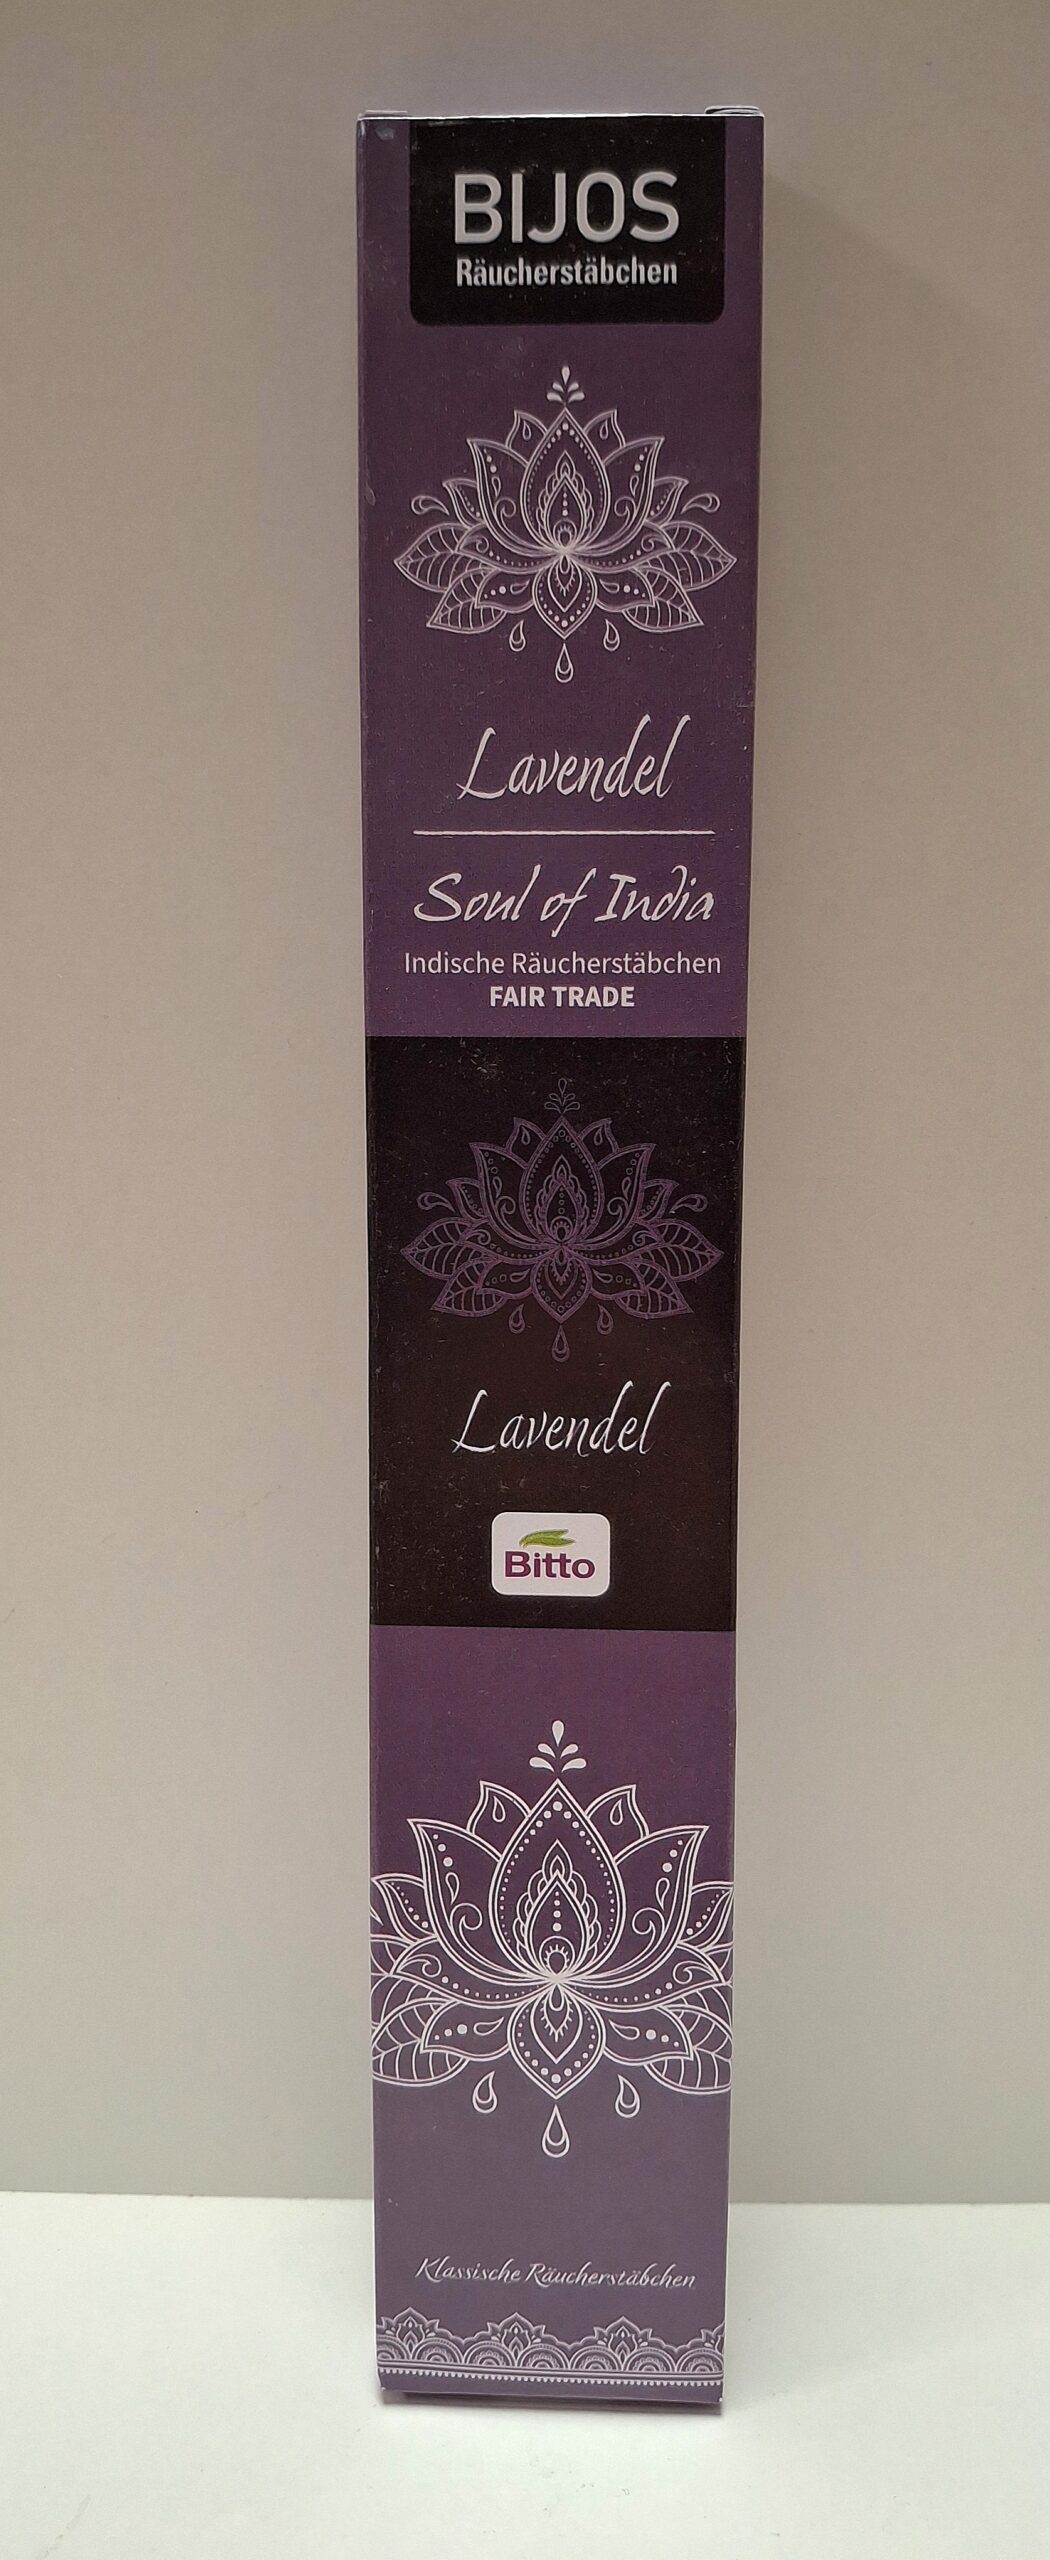 BIJOS
Räucherstäbchen
Lavendel
Soul of India
Indische Räucherstäbchen
FAIR TRADE
Lavendel
Bitto
Klassische Räucherstäbchen